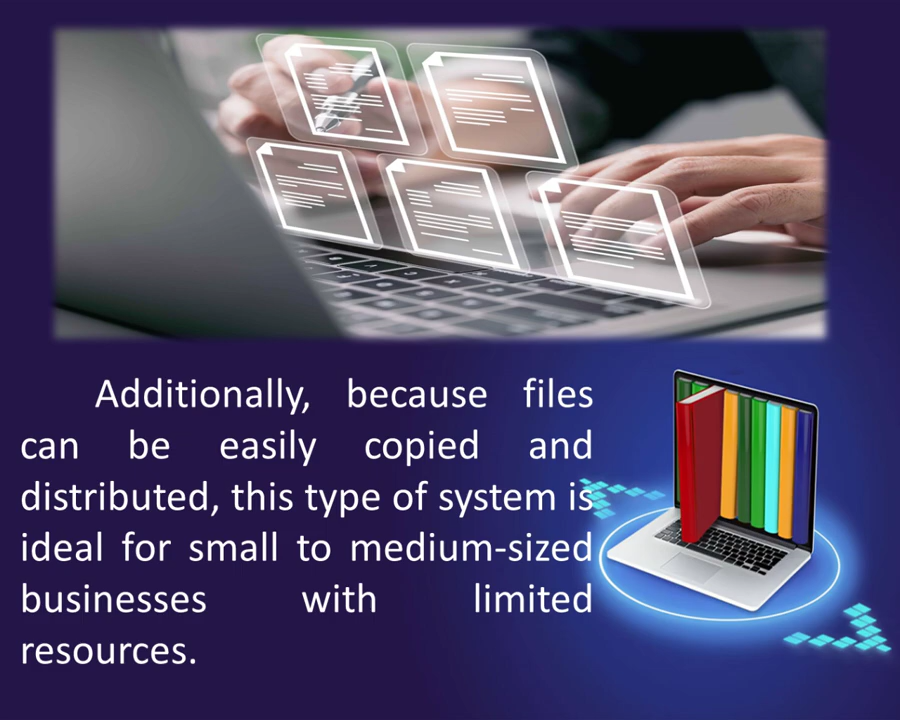 Additionally, because files
can be easily copied and
distributed, this type of system is
ideal for small to medium-sized
businesses with limited
resources.